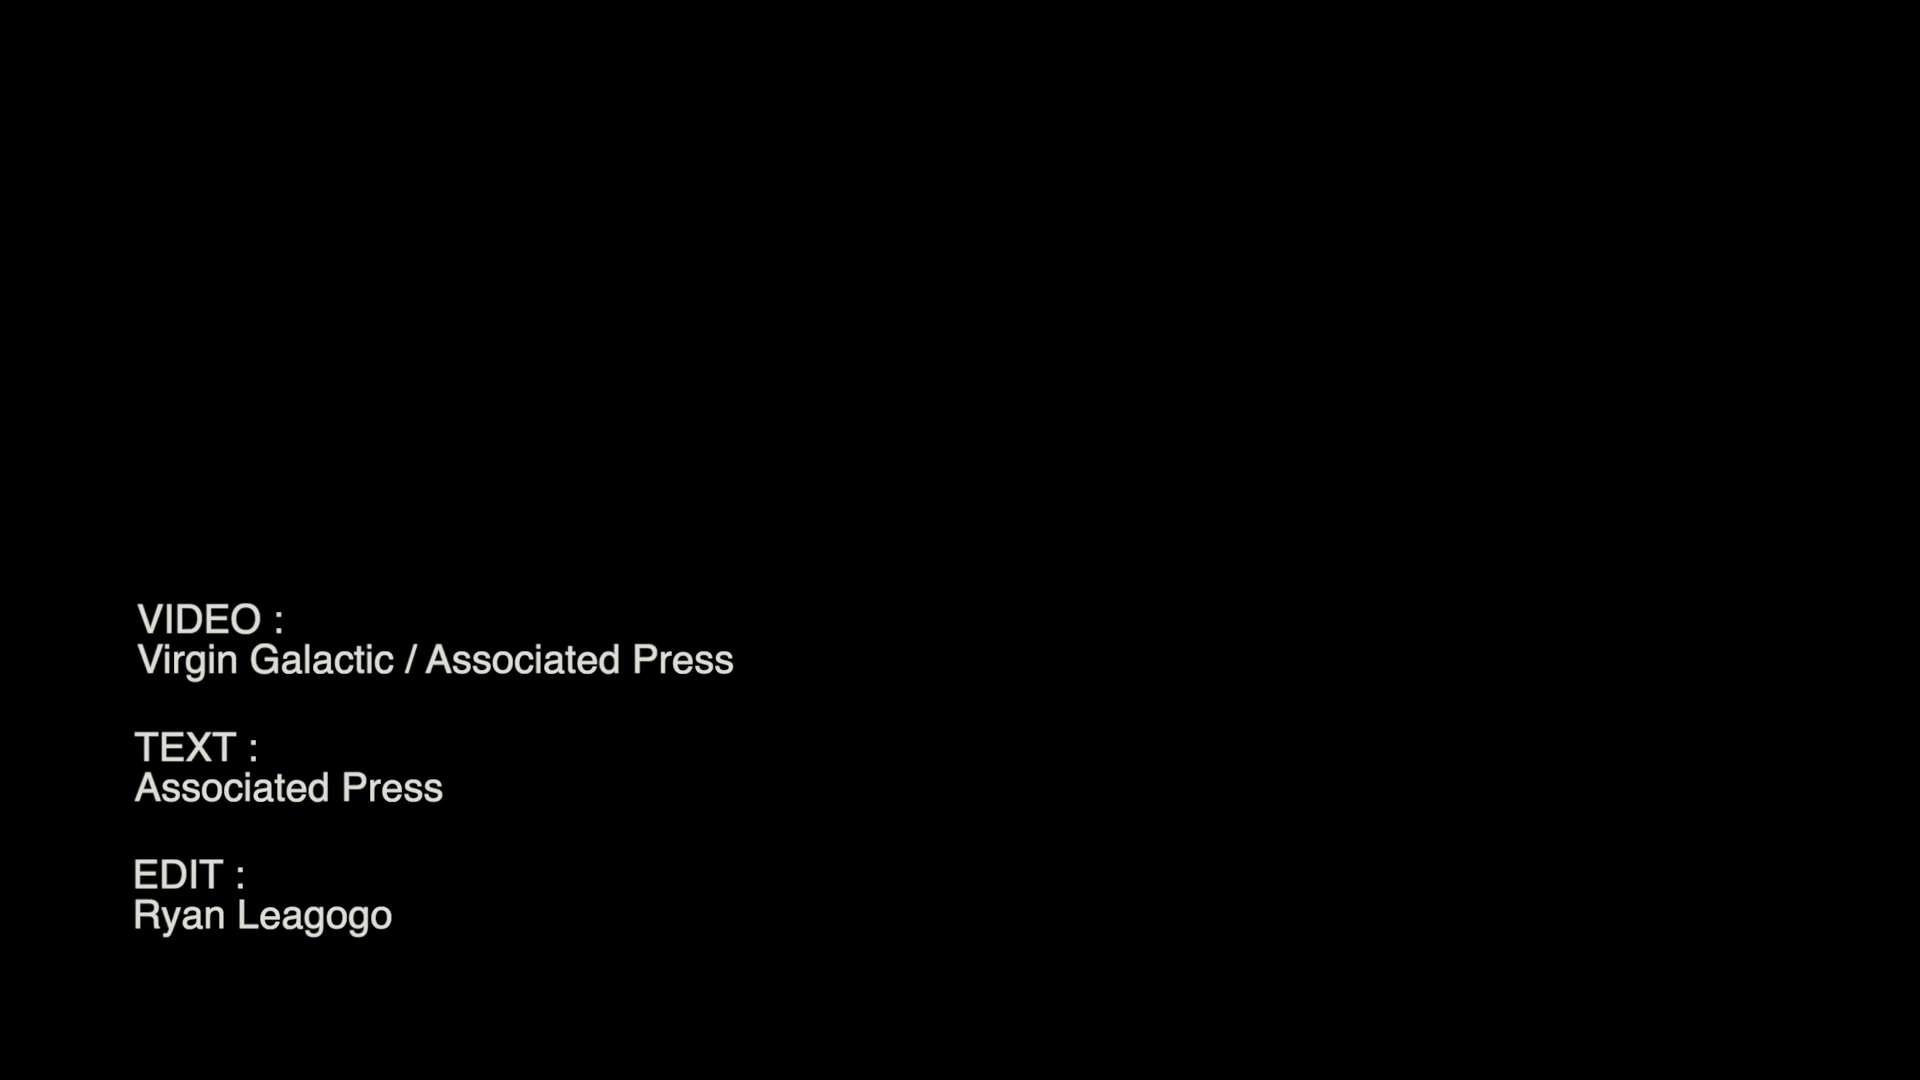 VIDEO :
Virgin Galactic / Associated Press
TEXT :
Associated Press
EDIT :
Ryan Leagogo